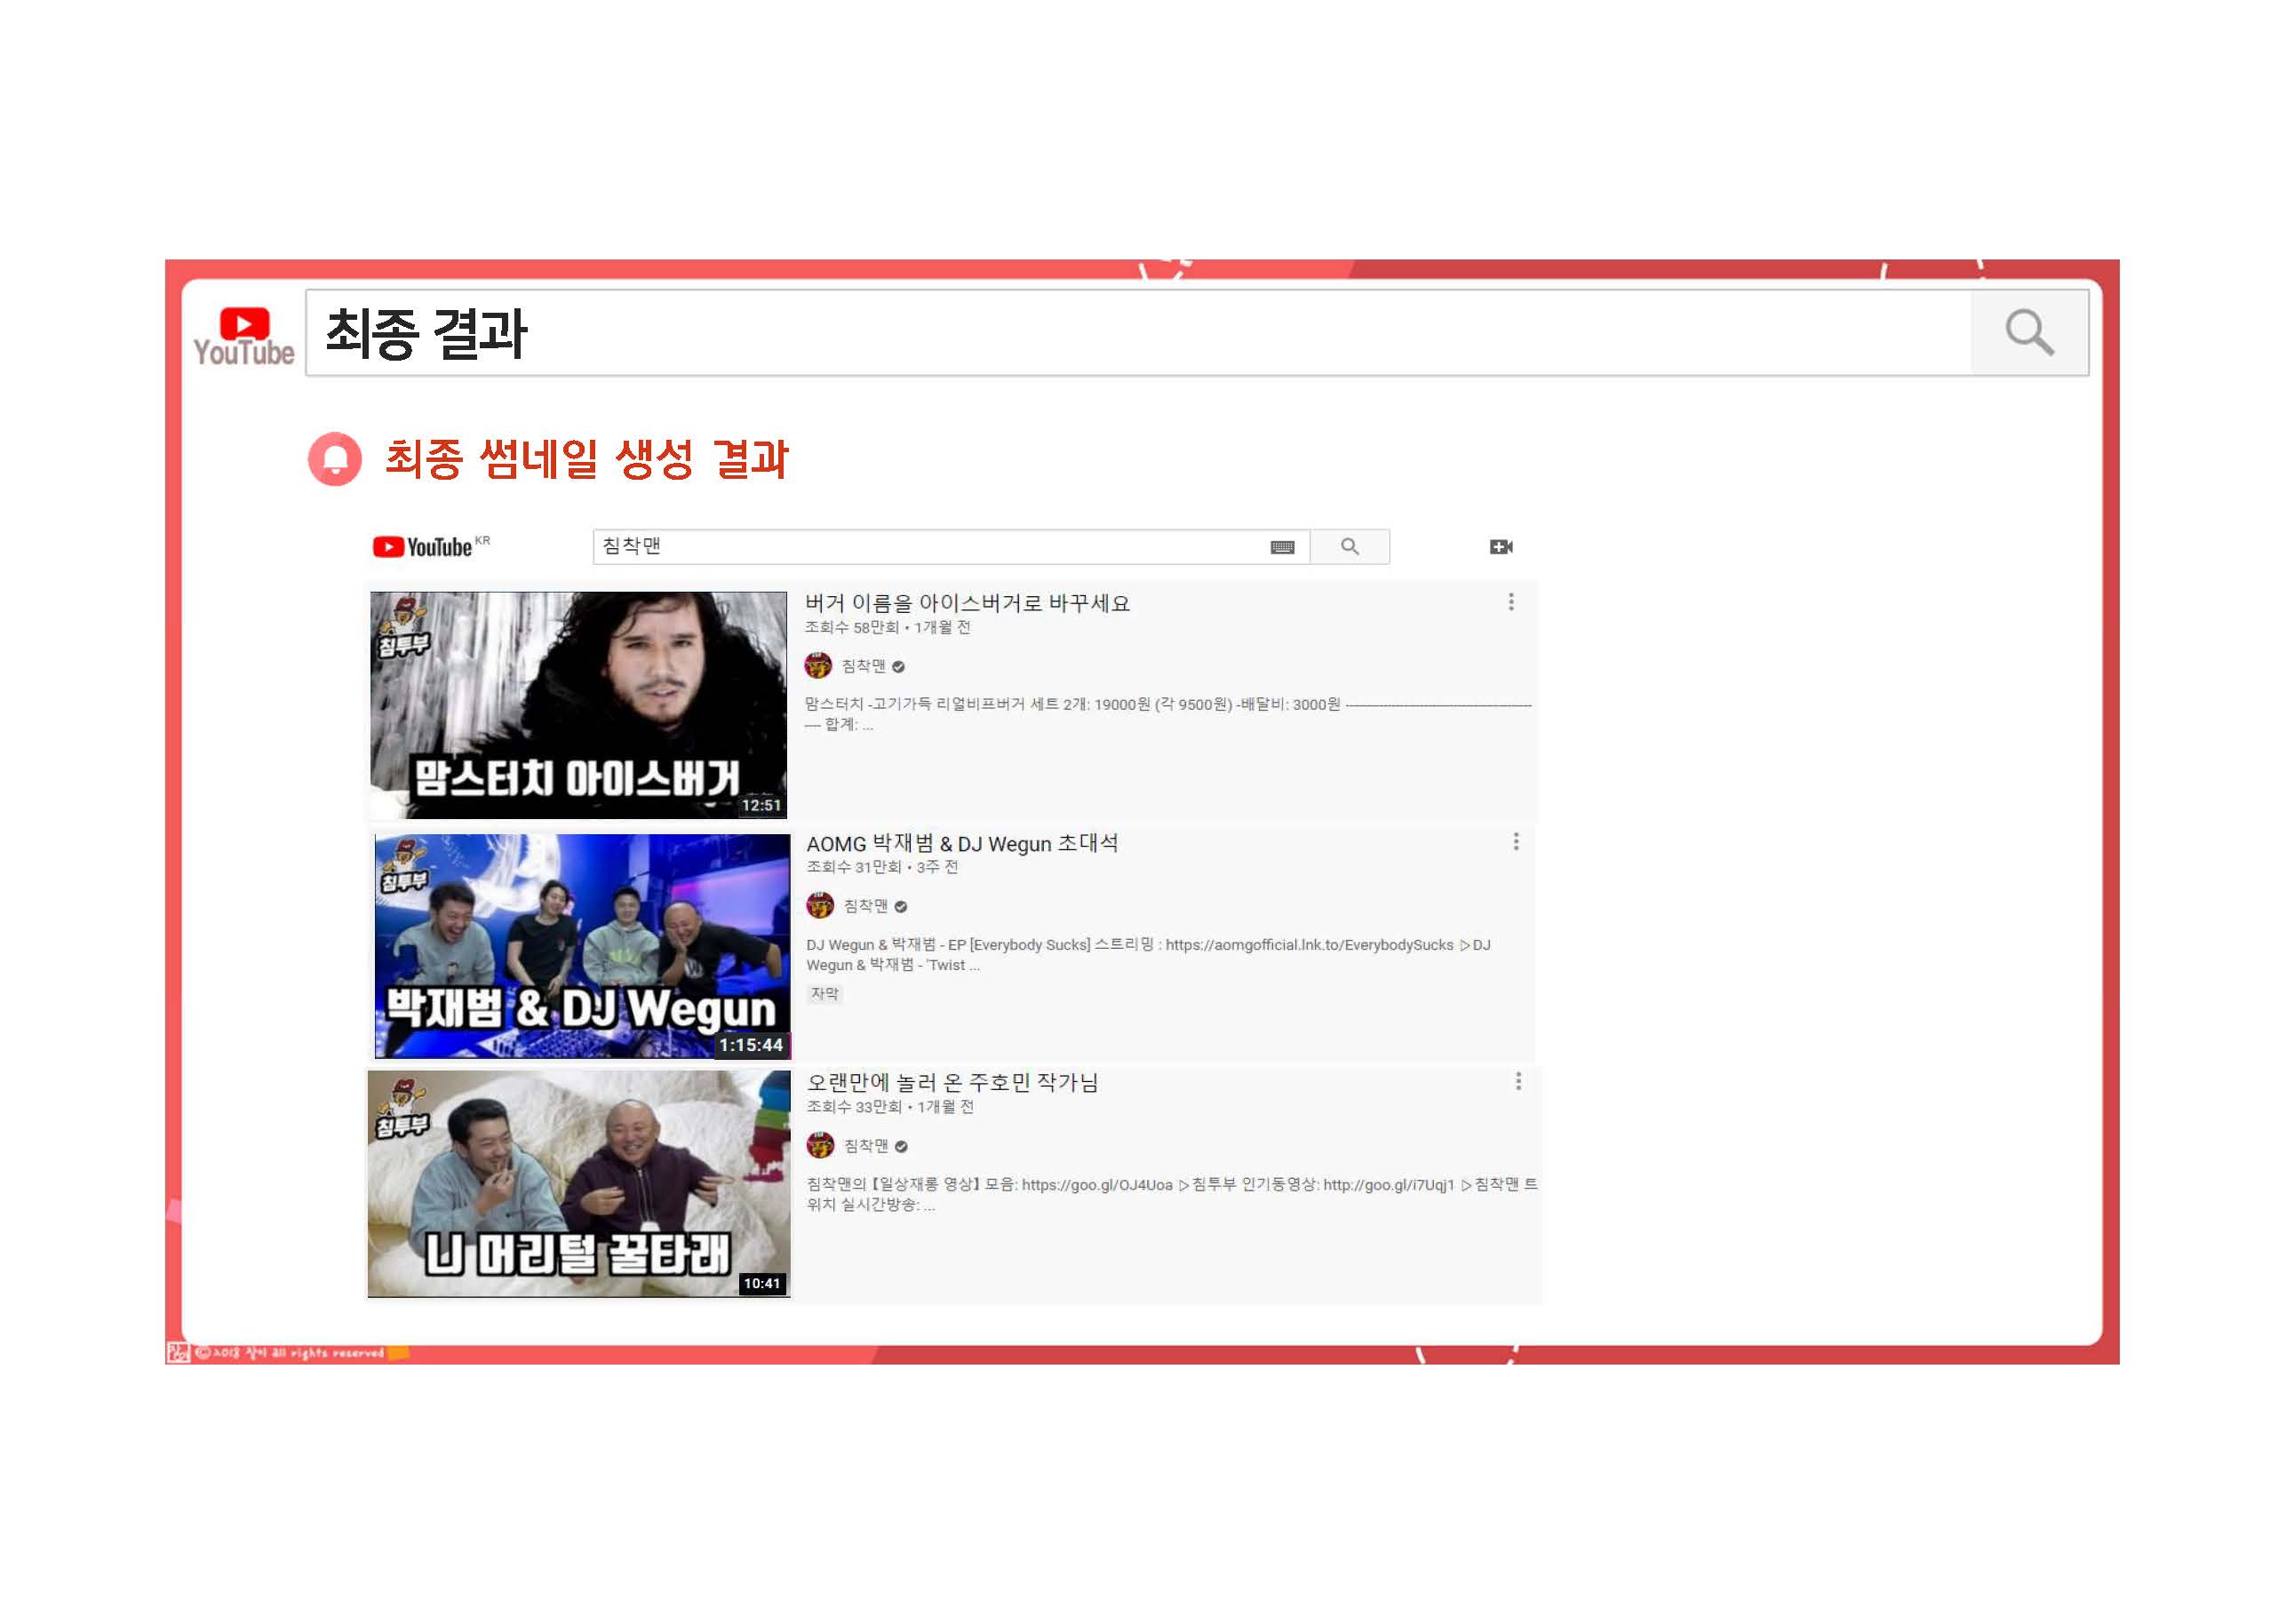 YouTube
최종 결과
최종 썸네일 생성 결과
YouTube KR
침착맨
침투부
맘스터치 아이스버거
12:51
버거 이름을 아이스버거로 바꾸세요
조회수 58만회 • 1개월 전
침착맨
맘스터치 -고기가득 리얼비프버거 세트 2개: 19000원 (각 9500원) -배달비: 3000원 ----------------------------------------
---- 합계: ...
침투부
박재범 & DJ Wegun
1:15:44
AOMG 박재범 & DJ Wegun 초대석
조회수 31만회 • 3주 전
침착맨
DJ Wegun & 박재범 - EP [Everybody Sucks] 스트리밍 : https://aomgofficial.lnk.to/EverybodySucks ▷DJ
Wegun & 박재범 - 'Twist ...
자막
침투부
니 머리털 꿀타래
10:41
오랜만에 놀러 온 주호민 작가님
조회수 33만회 • 1개월 전
침착맨
침착맨의 【일상재롱 영상】 모음: https://goo.gl/OJ4Uoa ▷침투부 인기동영상: http://goo.gl/i7Uqj1 ▷침착맨 트
위치 실시간방송: ...
©2018 장이 all rights reserved